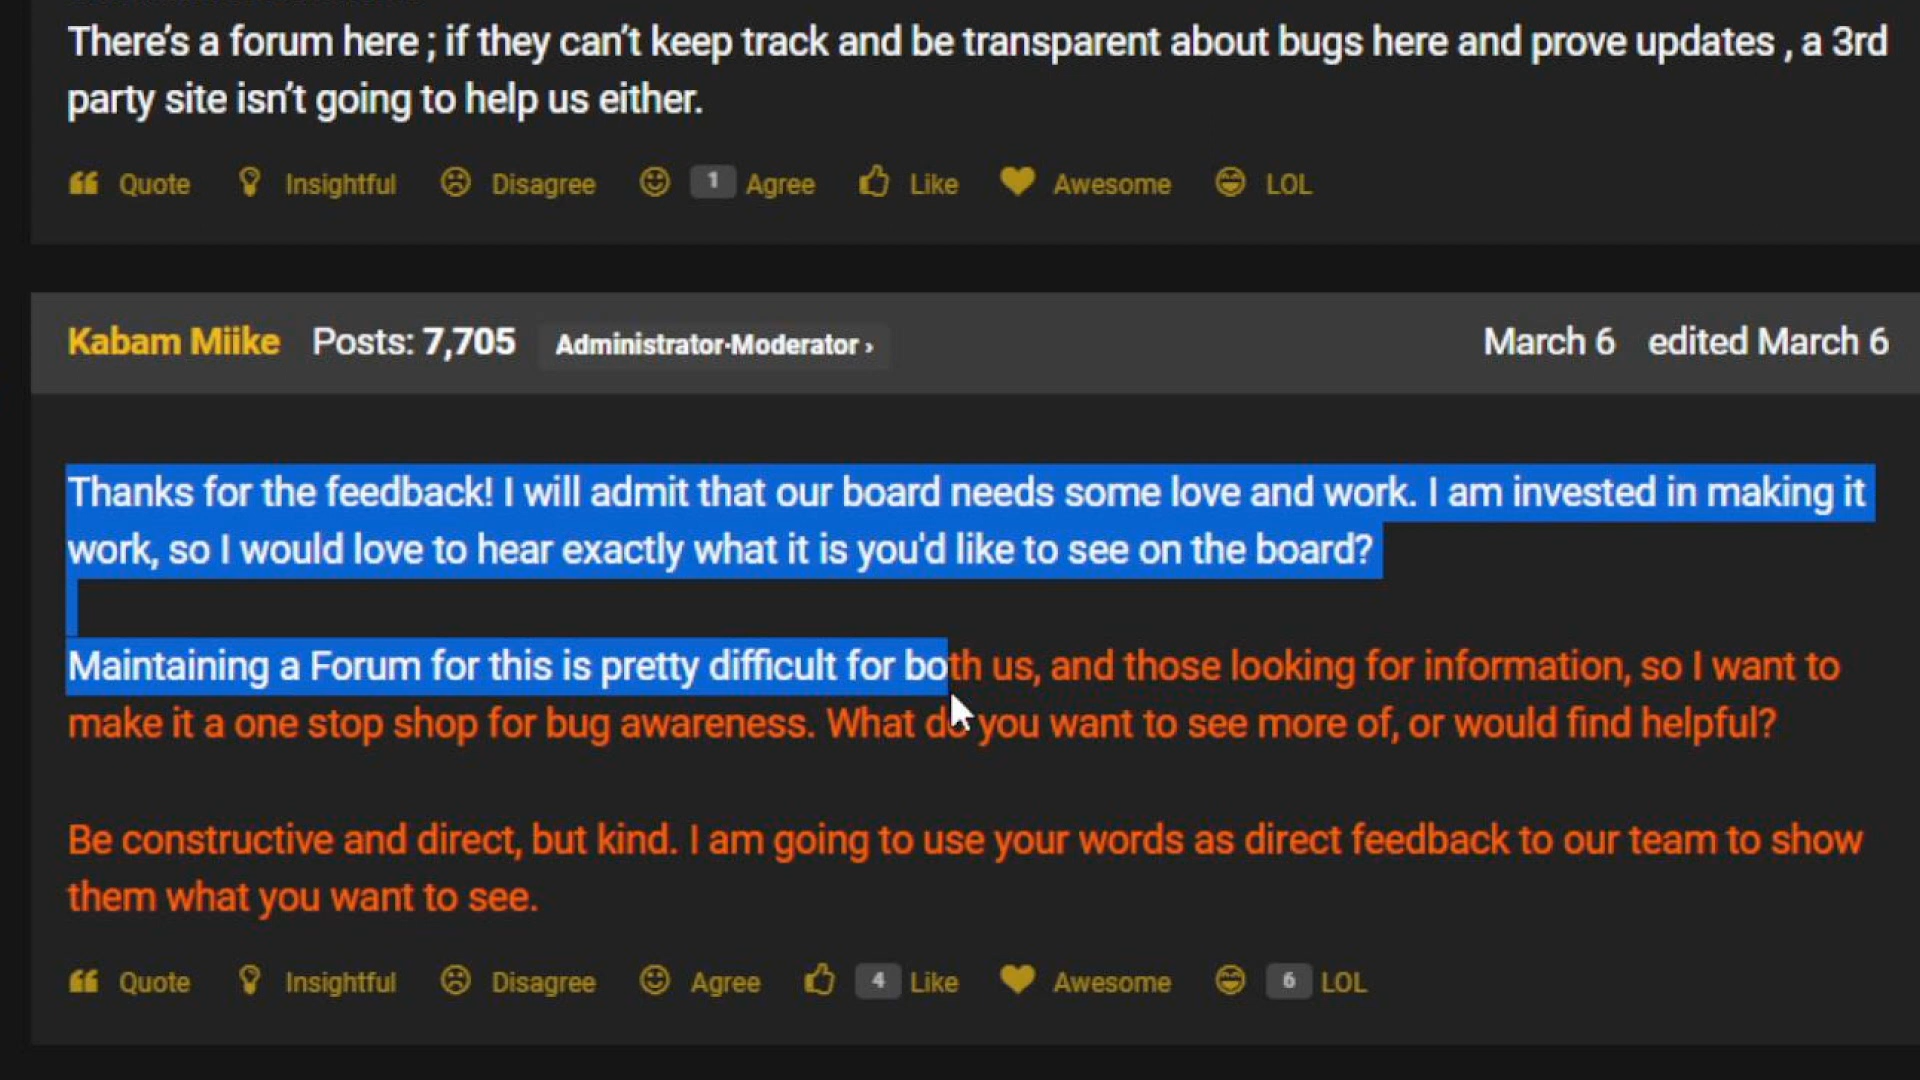 There's a forum here ; if they can't keep track and be transparent about bugs here and prove updates , a 3rd
party site isn't going to help us either.
Quote Insightful Disagree 1 Agree Like Awesome LOL
Kabam Miike Posts: 7,705 Administrator·Moderator › March 6 edited March 6
Thanks for the feedback! I will admit that our board needs some love and work. I am invested in making it
work, so I would love to hear exactly what it is you'd like to see on the board?
Maintaining a Forum for this is pretty difficult for both us, and those looking for information, so I want to
make it a one stop shop for bug awareness. What do you want to see more of, or would find helpful?
Be constructive and direct, but kind. I am going to use your words as direct feedback to our team to show
them what you want to see.
Quote Insightful Disagree Agree 4 Like Awesome 6 LOL